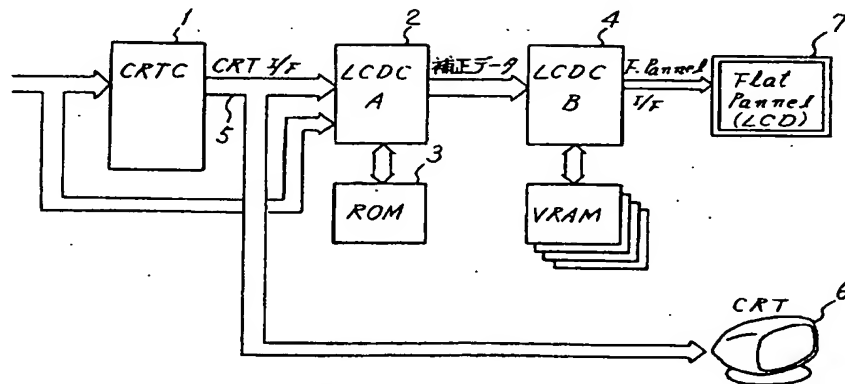 1
CRTC
CRT I/F
5
2
LCDC
A
3
ROM
補正データ
4
LCDC
B
VRAM
F.Pannel
I/F
7
Flat
Pannel
(LCD)
CRT
6